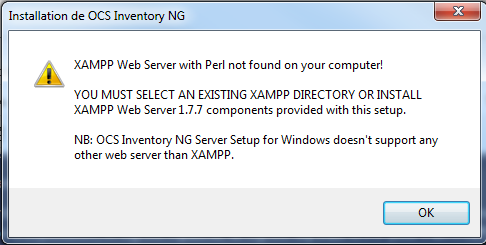 Installation de OCS Inventory NG
XAMPP Web Server with Perl not found on your computer!
YOU MUST SELECT AN EXISTING XAMPP DIRECTORY OR INSTALL
XAMPP Web Server 1.7.7 components provided with this setup.
NB: OCS Inventory NG Server Setup for Windows doesn't support any
other web server than XAMPP.
OK